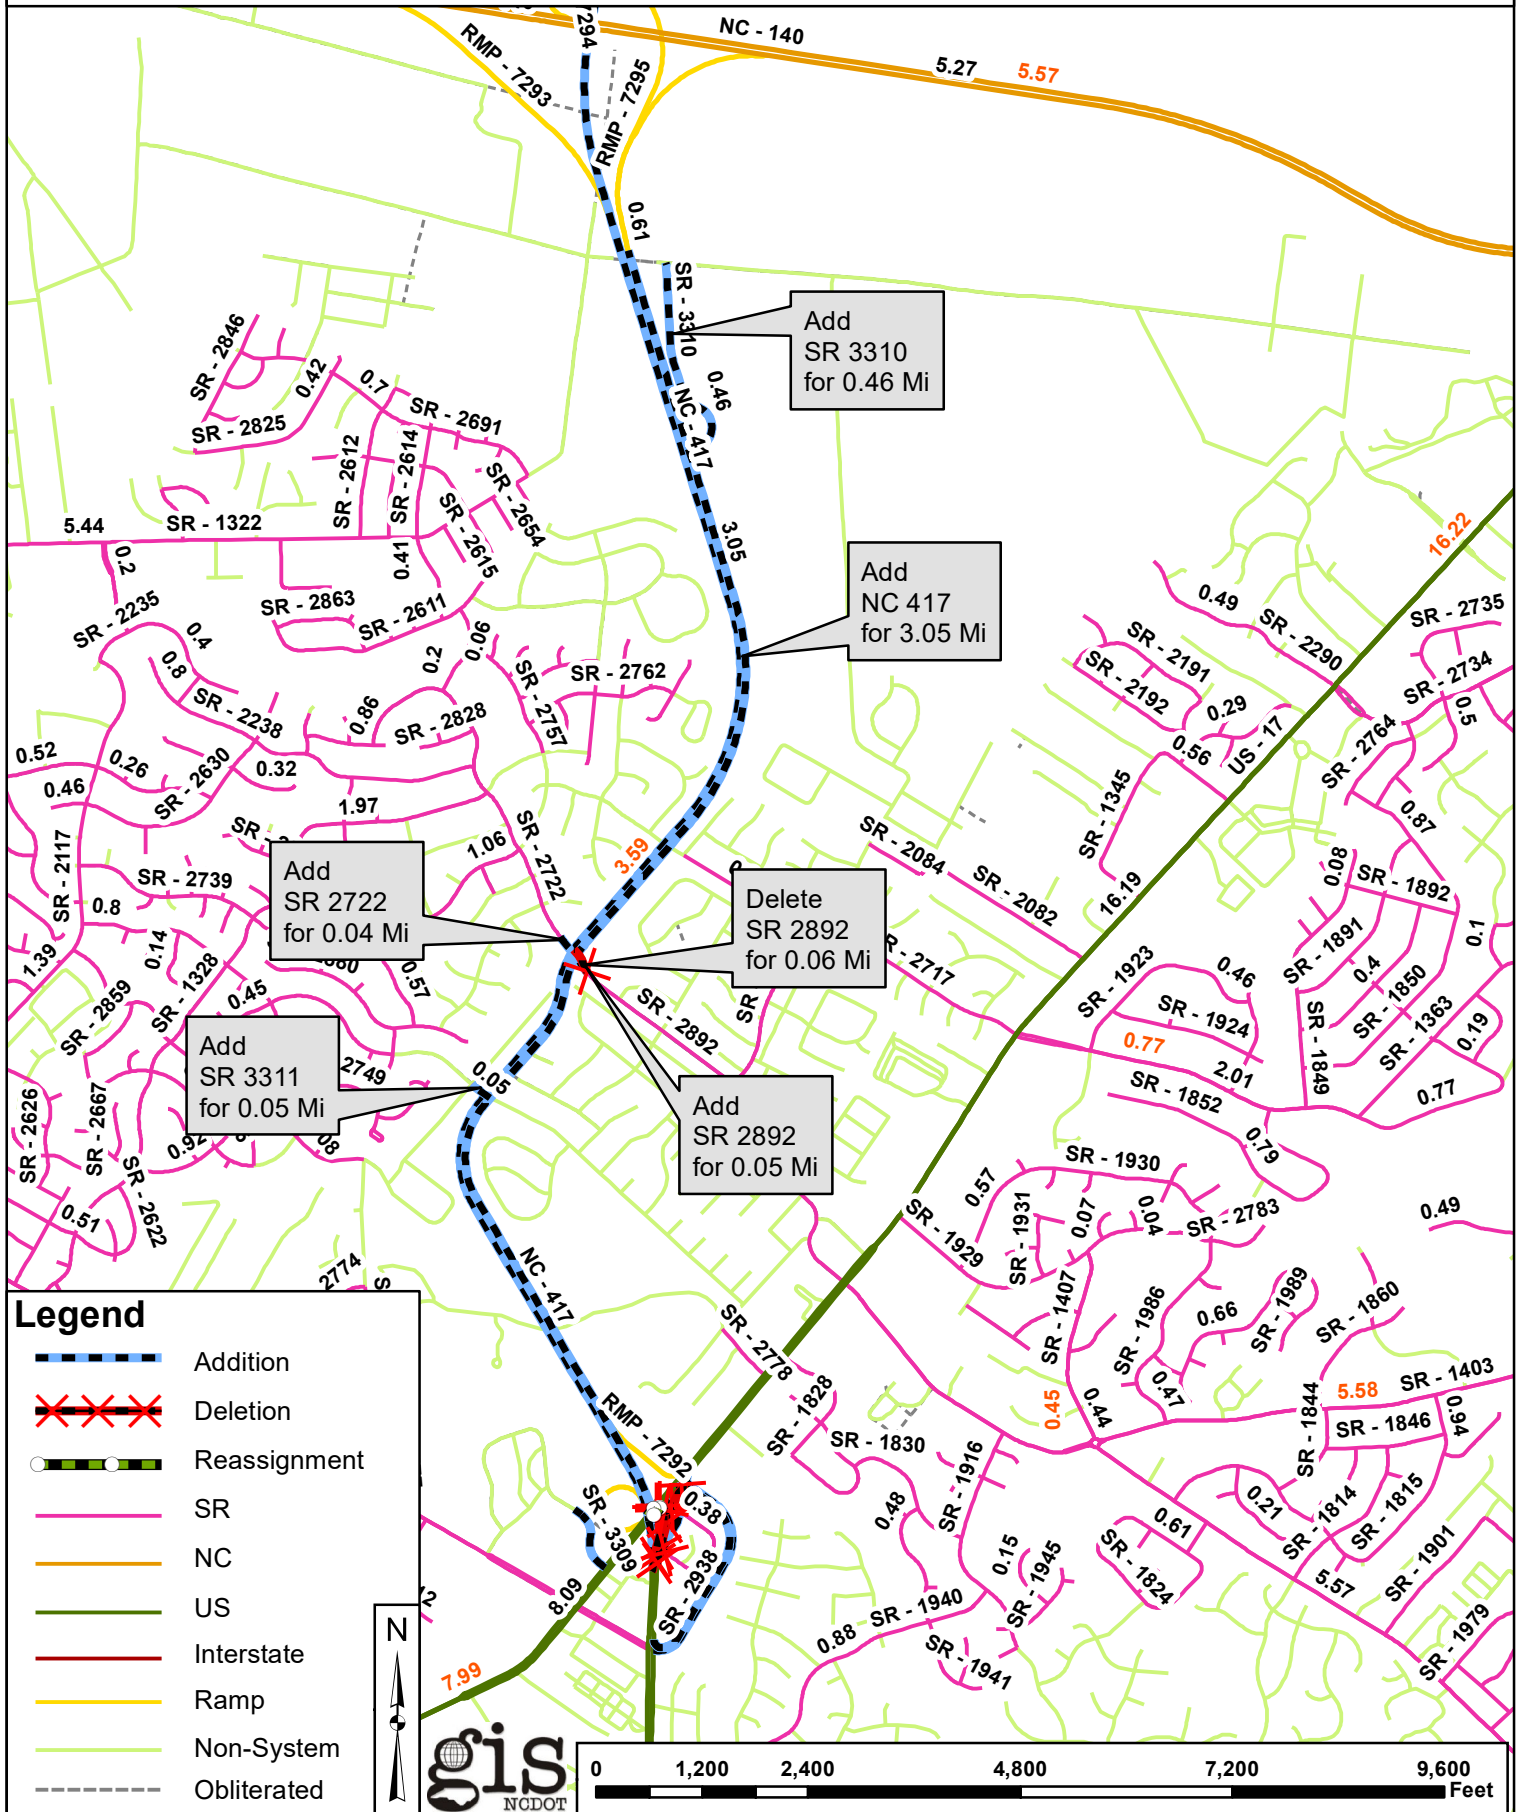 7294
NC - 140
RMP - 7293
5.27
5.57
RMP - 7295
0.61
SR - 3310
Add
SR 3310
for 0.46 Mi
SR - 2846
0.42
0.7
SR - 2691
0.46
NC - 417
SR - 2825
SR - 2612
SR - 2614
SR - 2654
SR - 2615
5.44
SR - 1322
0.41
3.05
16.22
0.2
Add
NC 417
for 3.05 Mi
SR - 2235
SR - 2863
SR - 2611
0.4
0.06
0.49
SR - 2290
SR - 2735
0.8
0.2
SR - 2762
SR - 2191
SR - 2192
SR - 2734
SR - 2238
0.86
SR - 2828
SR - 2757
0.29
0.5
0.52
0.26
SR - 2630
0.32
0.56
US - 17
SR - 2764
0.46
1.97
SR - 1345
0.87
SR - 2117
1.06
SR - 2722
3.59
SR - 2084
0.08
SR - 2739
Add
SR 2722
for 0.04 Mi
Delete
SR 2892
for 0.06 Mi
SR - 2082
16.19
SR - 1892
0.8
0.14
0.1
1.39
SR - 1328
0.57
SR - 2717
SR - 1923
0.46
SR - 1891
0.4
SR - 1850
SR - 2859
0.45
SR
SR - 2892
SR - 1924
SR - 1849
SR - 1363
0.19
Add
SR 3311
for 0.05 Mi
2749
0.05
0.77
2.01
SR - 1852
0.77
SR - 2626
SR - 2667
0.92
08
Add
SR 2892
for 0.05 Mi
0.79
SR - 2622
0.51
SR - 1930
0.57
SR - 1931
0.07
0.04
SR - 2783
0.49
SR - 1929
2774
S
NC - 417
SR - 1407
SR - 1986
0.66
SR - 1989
SR - 1860
SR - 2778
0.47
5.58
SR - 1403
SR - 1828
0.45
0.44
SR - 1844
SR - 1846
0.94
RMP - 7292
SR - 1830
SR - 1916
0.38
SR - 3309
0.48
0.21
SR - 1814
SR - 1815
0.61
SR - 1901
SR - 2938
0.15
SR - 1945
SR - 1824
5.57
8.09
SR - 1940
0.88
SR - 1941
SR - 1979
7.99
Legend
Addition
Deletion
Reassignment
SR
NC
US
Interstate
Ramp
Non-System
Obliterated
N
gis
NCDOT
0 1,200 2,400 4,800 7,200 9,600
Feet